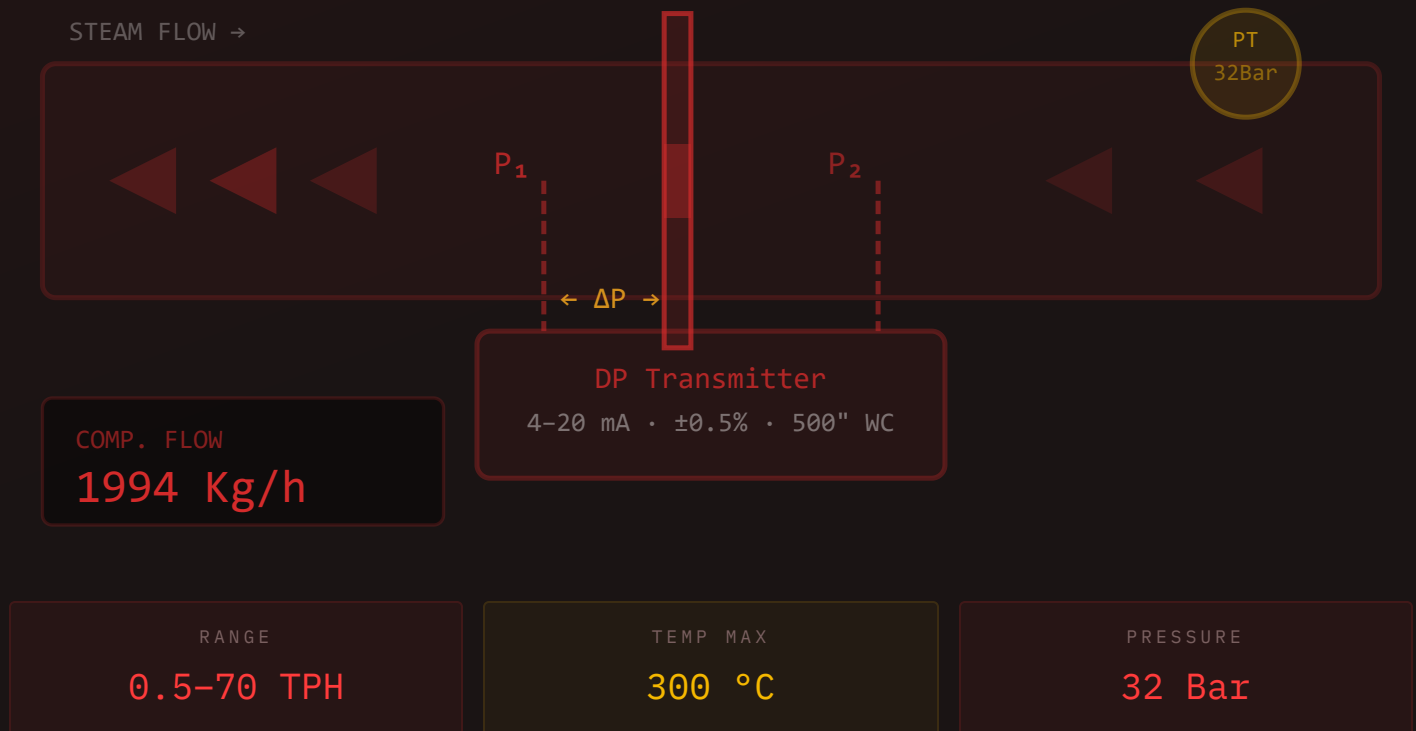 STEAM FLOW →
PT
32Bar
P₁
P₂
← ΔP →
DP Transmitter
4–20 mA · ±0.5% · 500" WC
COMP. FLOW
1994 Kg/h
RANGE
0.5–70 TPH
TEMP MAX
300 °C
PRESSURE
32 Bar